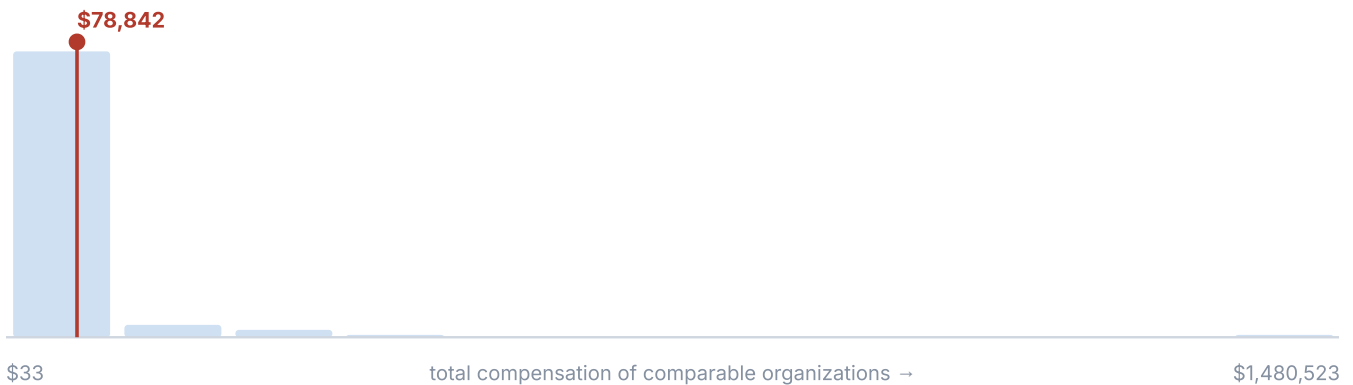 $78,842
$33 total compensation of comparable organizations → $1,480,523